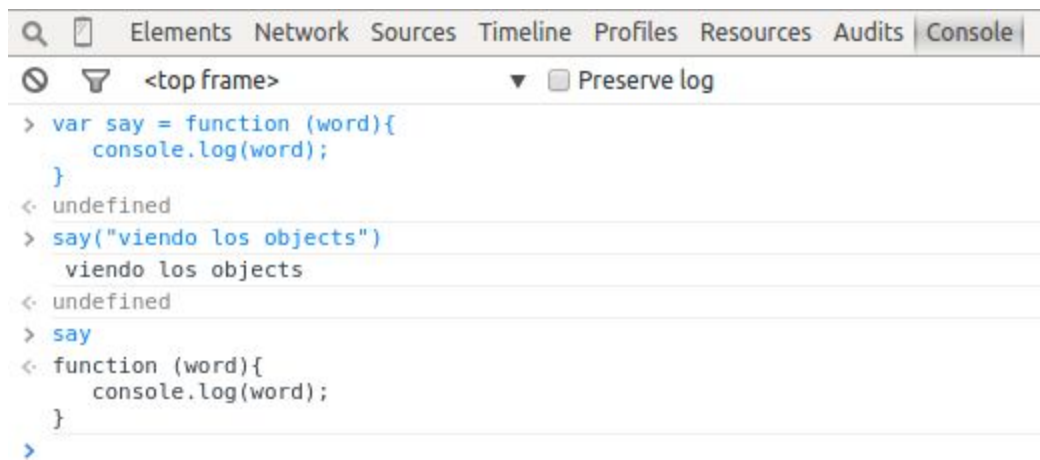 Elements Network Sources Timeline Profiles Resources Audits Console
<top frame> ▼ Preserve log
> var say = function (word){
console.log(word);
}
<· undefined
> say("viendo los objects")
viendo los objects
<· undefined
> say
<· function (word){
console.log(word);
}
>